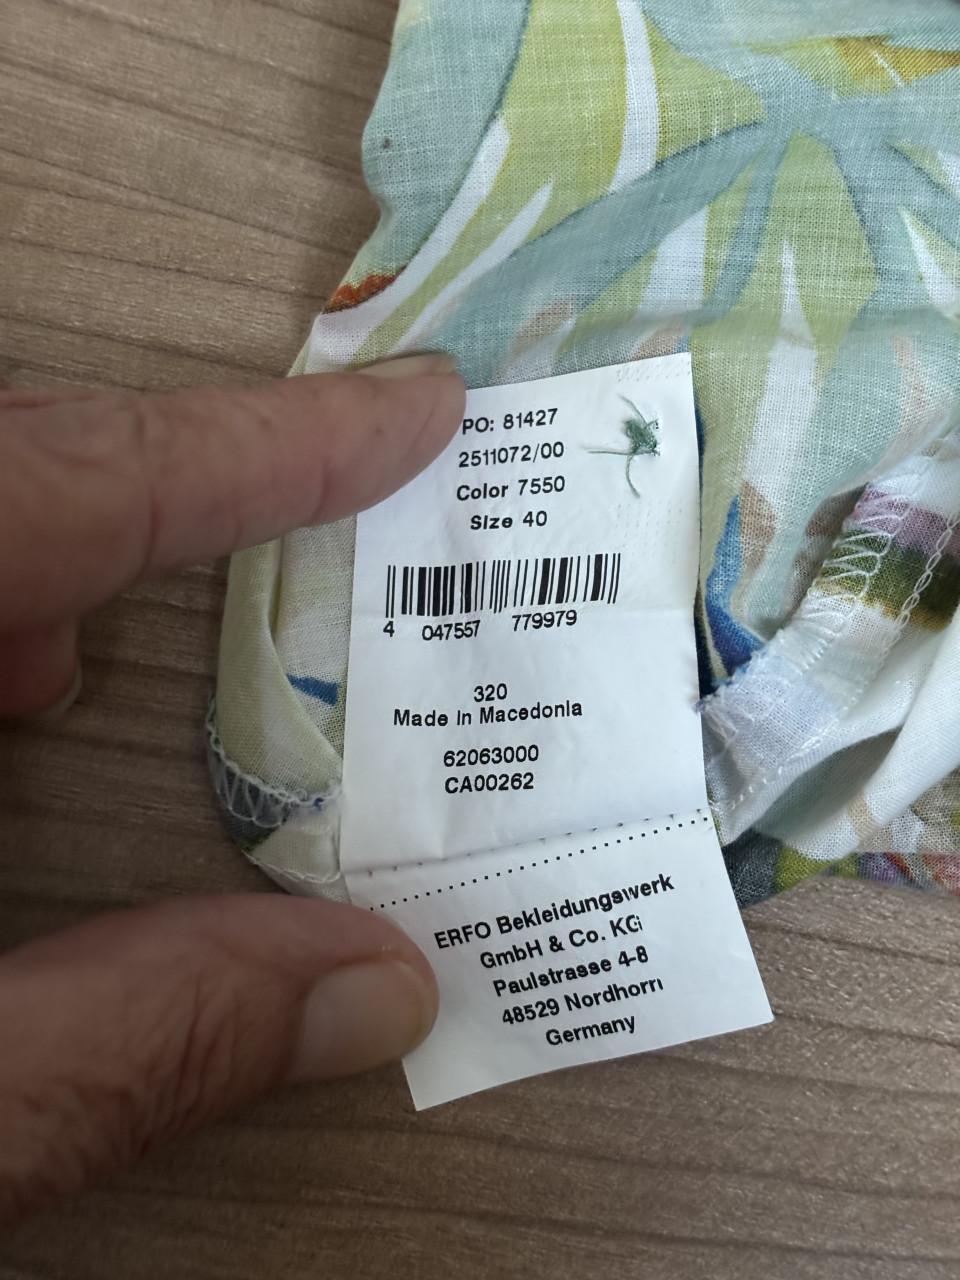 PO: 81427
2511072/00
Color 7550
Size 40
4 047557 779979
320
Made in Macedonia
62063000
CA00262
ERFO Bekleidungswerk
GmbH & Co. KG
Paulstrasse 4-8
48529 Nordhorn
Germany